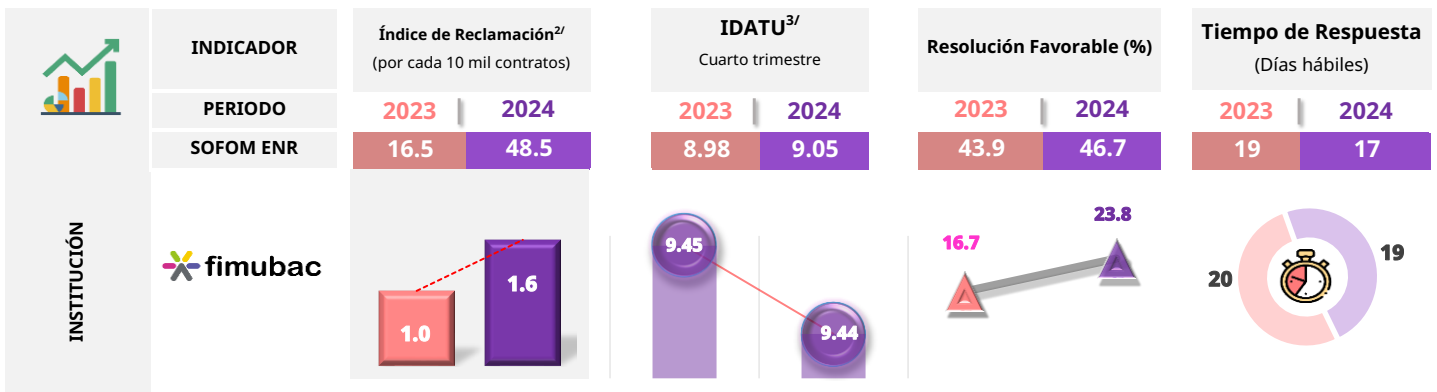 INDICADOR
Índice de Reclamación2/
(por cada 10 mil contratos)
IDATU3/
Cuarto trimestre
Resolución Favorable (%)
Tiempo de Respuesta
(Días hábiles)
PERIODO
2023 2024
2023 2024
2023 2024
2023 2024
SOFOM ENR
16.5 48.5
8.98 9.05
43.9 46.7
19 17
INSTITUCIÓN
fimubac
1.0
1.6
9.45
9.44
16.7
23.8
20
19